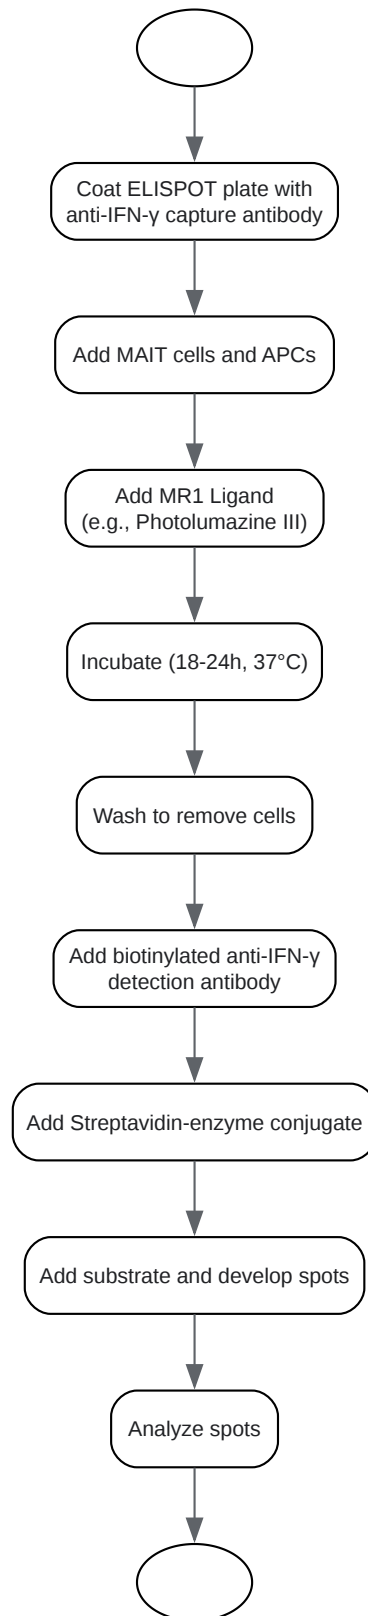 Coat ELISPOT plate with
anti-IFN-γ capture antibody
Add MAIT cells and APCs
Add MR1 Ligand
(e.g., Photolumazine III)
Incubate (18-24h, 37°C)
Wash to remove cells
Add biotinylated anti-IFN-γ
detection antibody
Add Streptavidin-enzyme conjugate
Add substrate and develop spots
Analyze spots